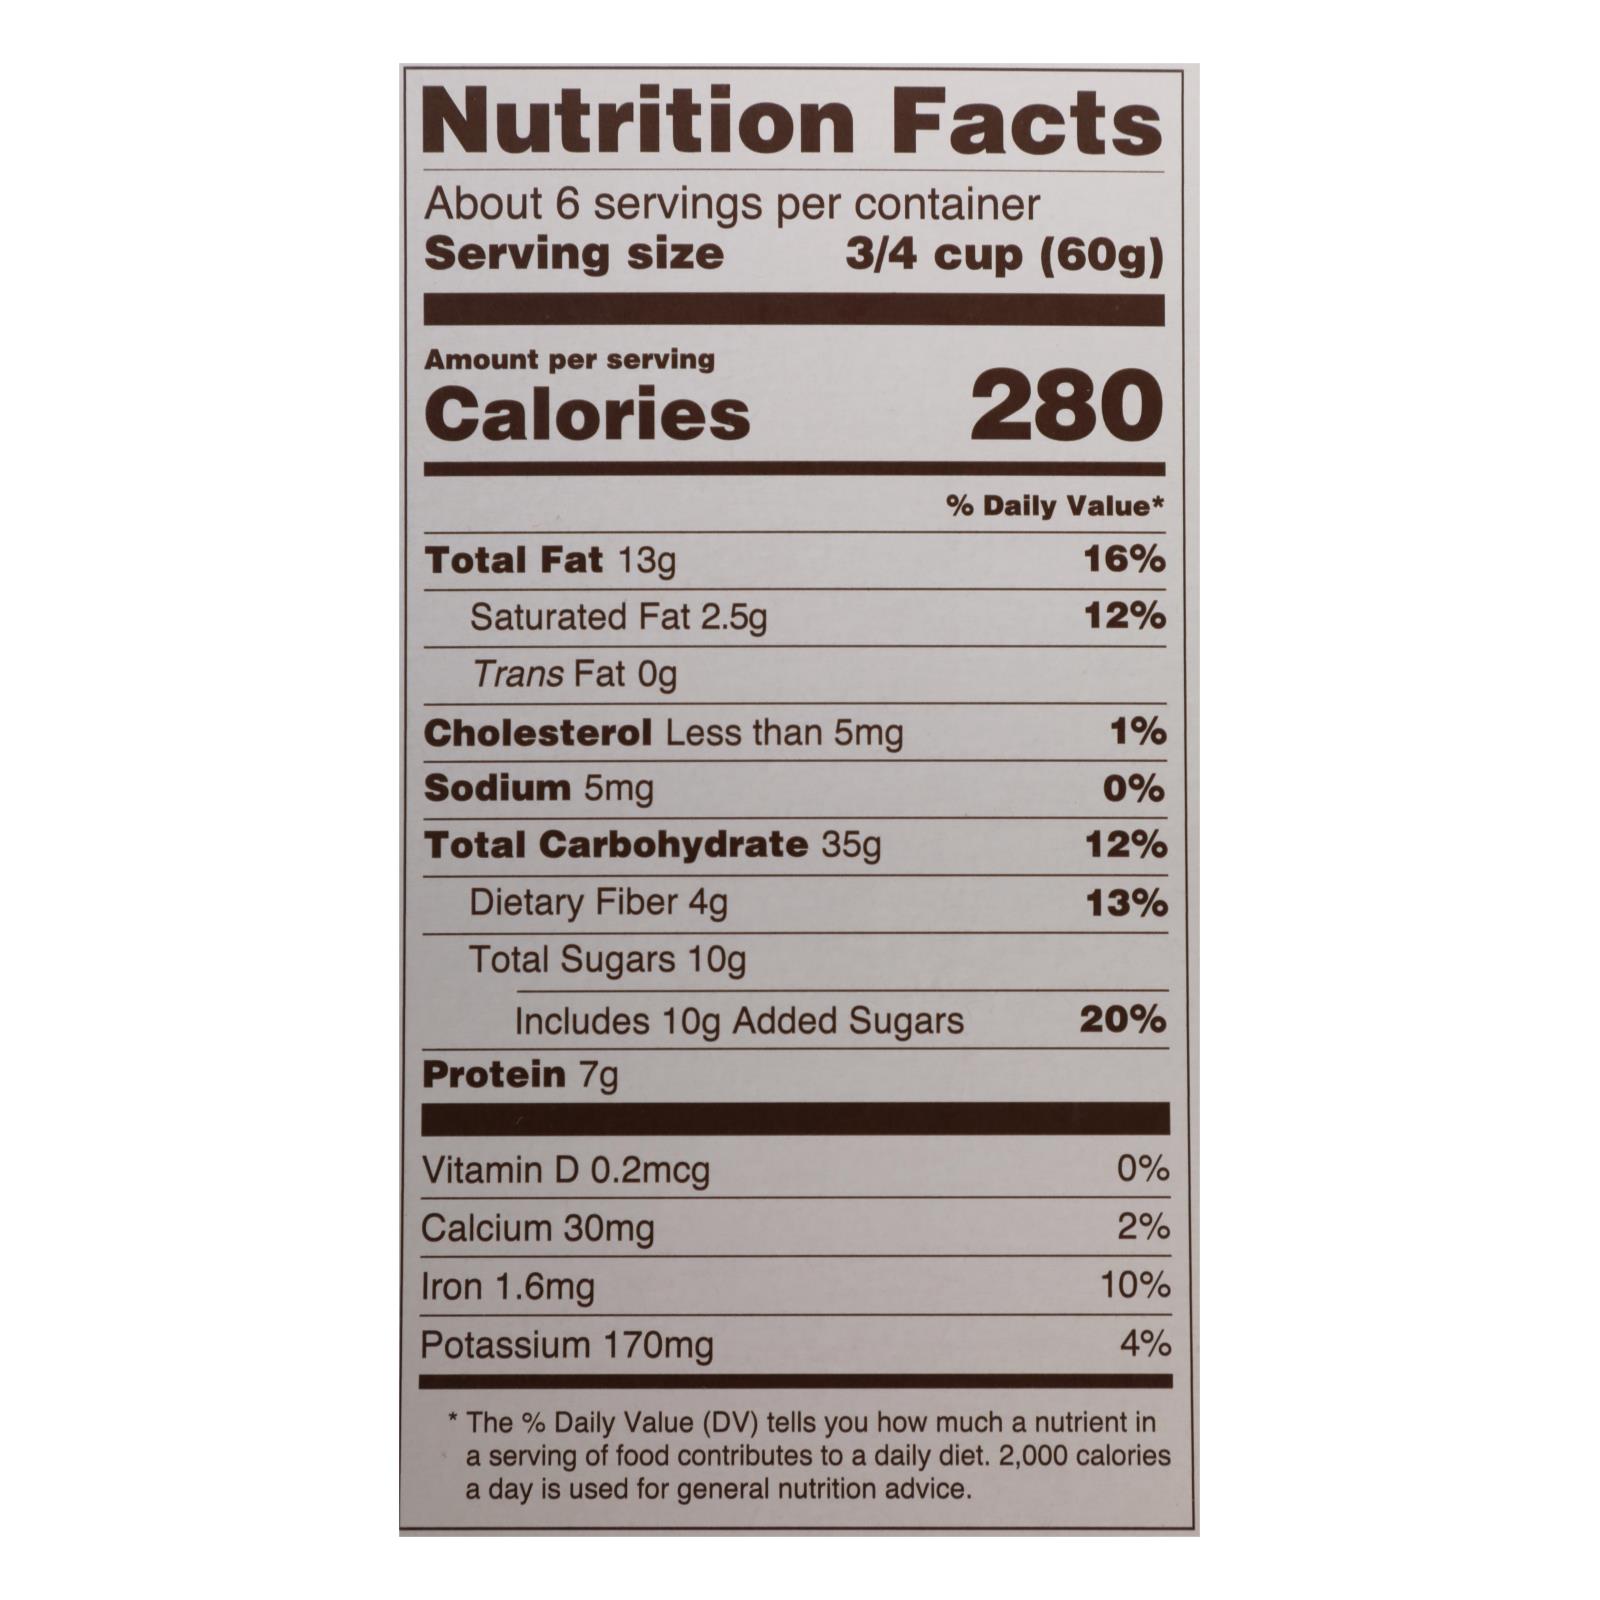 Nutrition Facts
About 6 servings per container
Serving size 3/4 cup (60g)
Amount per serving
Calories 280
% Daily Value*
Total Fat 13g 16%
Saturated Fat 2.5g 12%
Trans Fat 0g
Cholesterol Less than 5mg 1%
Sodium 5mg 0%
Total Carbohydrate 35g 12%
Dietary Fiber 4g 13%
Total Sugars 10g
Includes 10g Added Sugars 20%
Protein 7g
Vitamin D 0.2mcg 0%
Calcium 30mg 2%
Iron 1.6mg 10%
Potassium 170mg 4%
* The % Daily Value (DV) tells you how much a nutrient in
a serving of food contributes to a daily diet. 2,000 calories
a day is used for general nutrition advice.